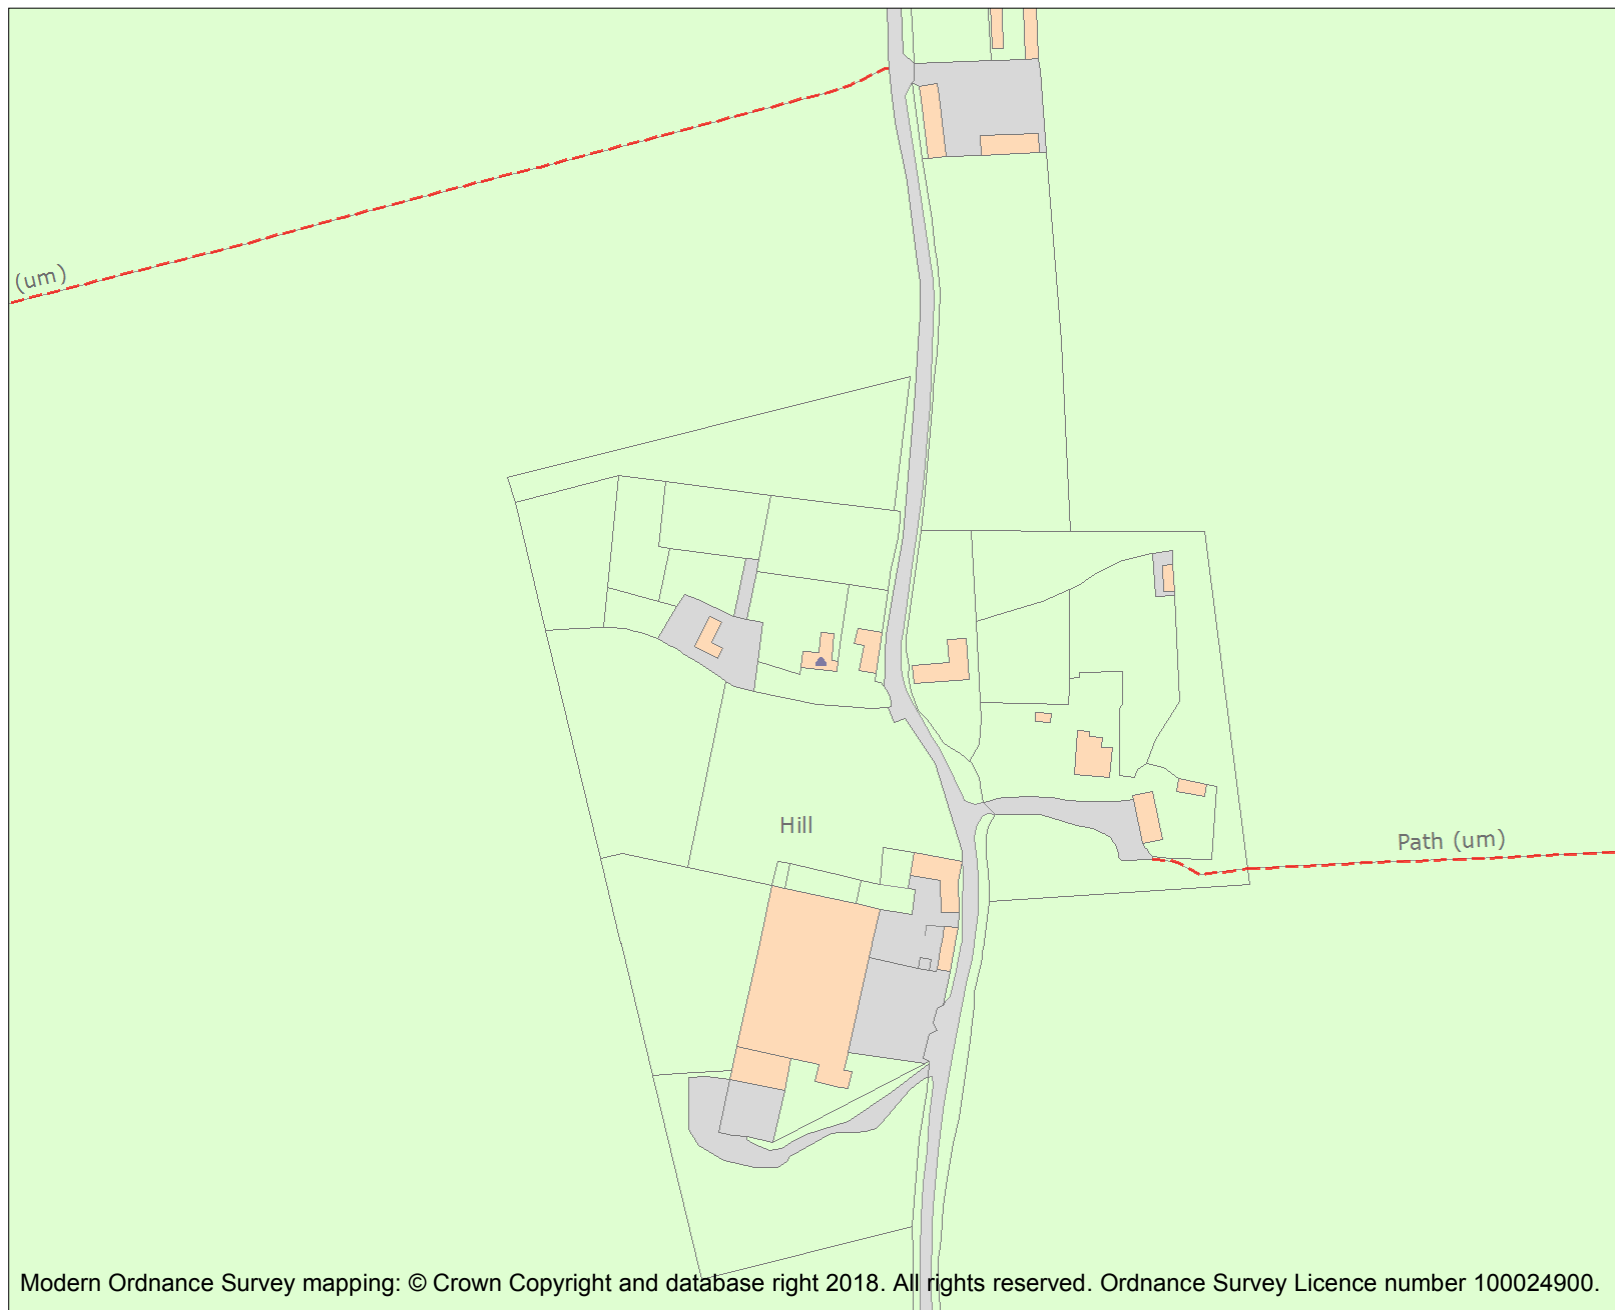 (um)
Hill
Path (um)
Modern Ordnance Survey mapping: © Crown Copyright and database right 2018. All rights reserved. Ordnance Survey Licence number 100024900.